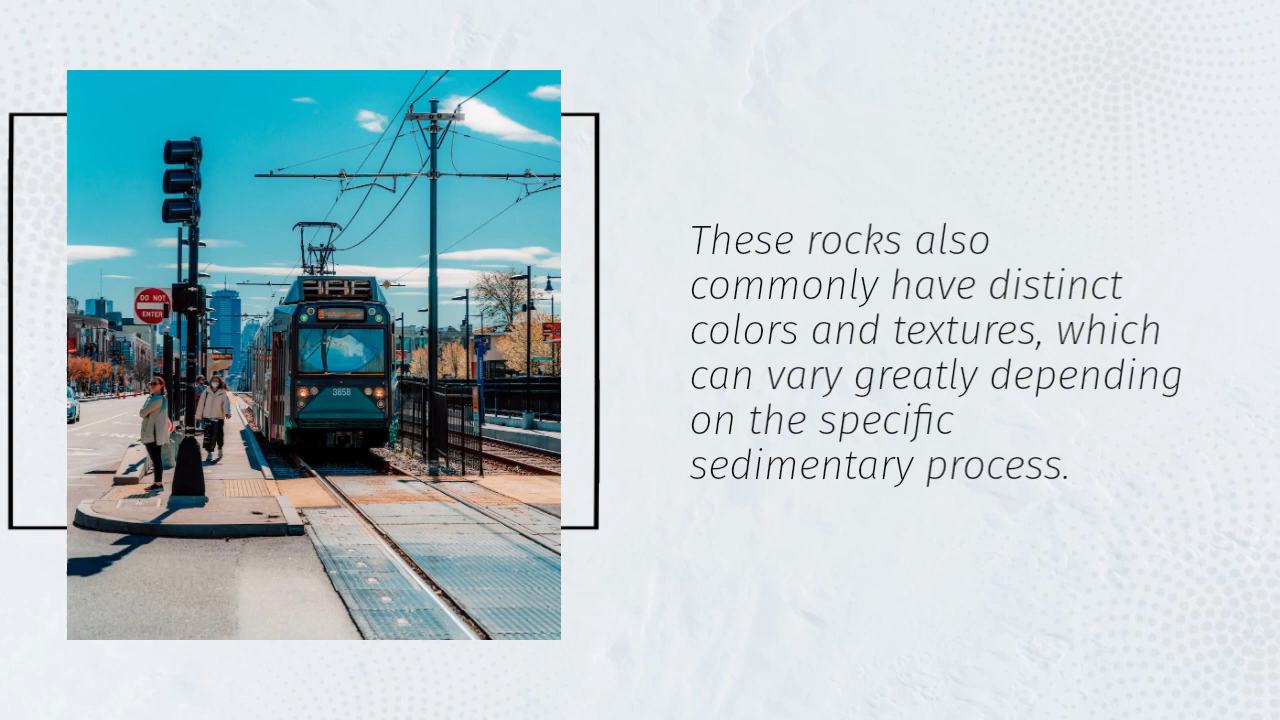 DO NOT
ENTER
3858
These rocks also
commonly have distinct
colors and textures, which
can vary greatly depending
on the specific
sedimentary process.